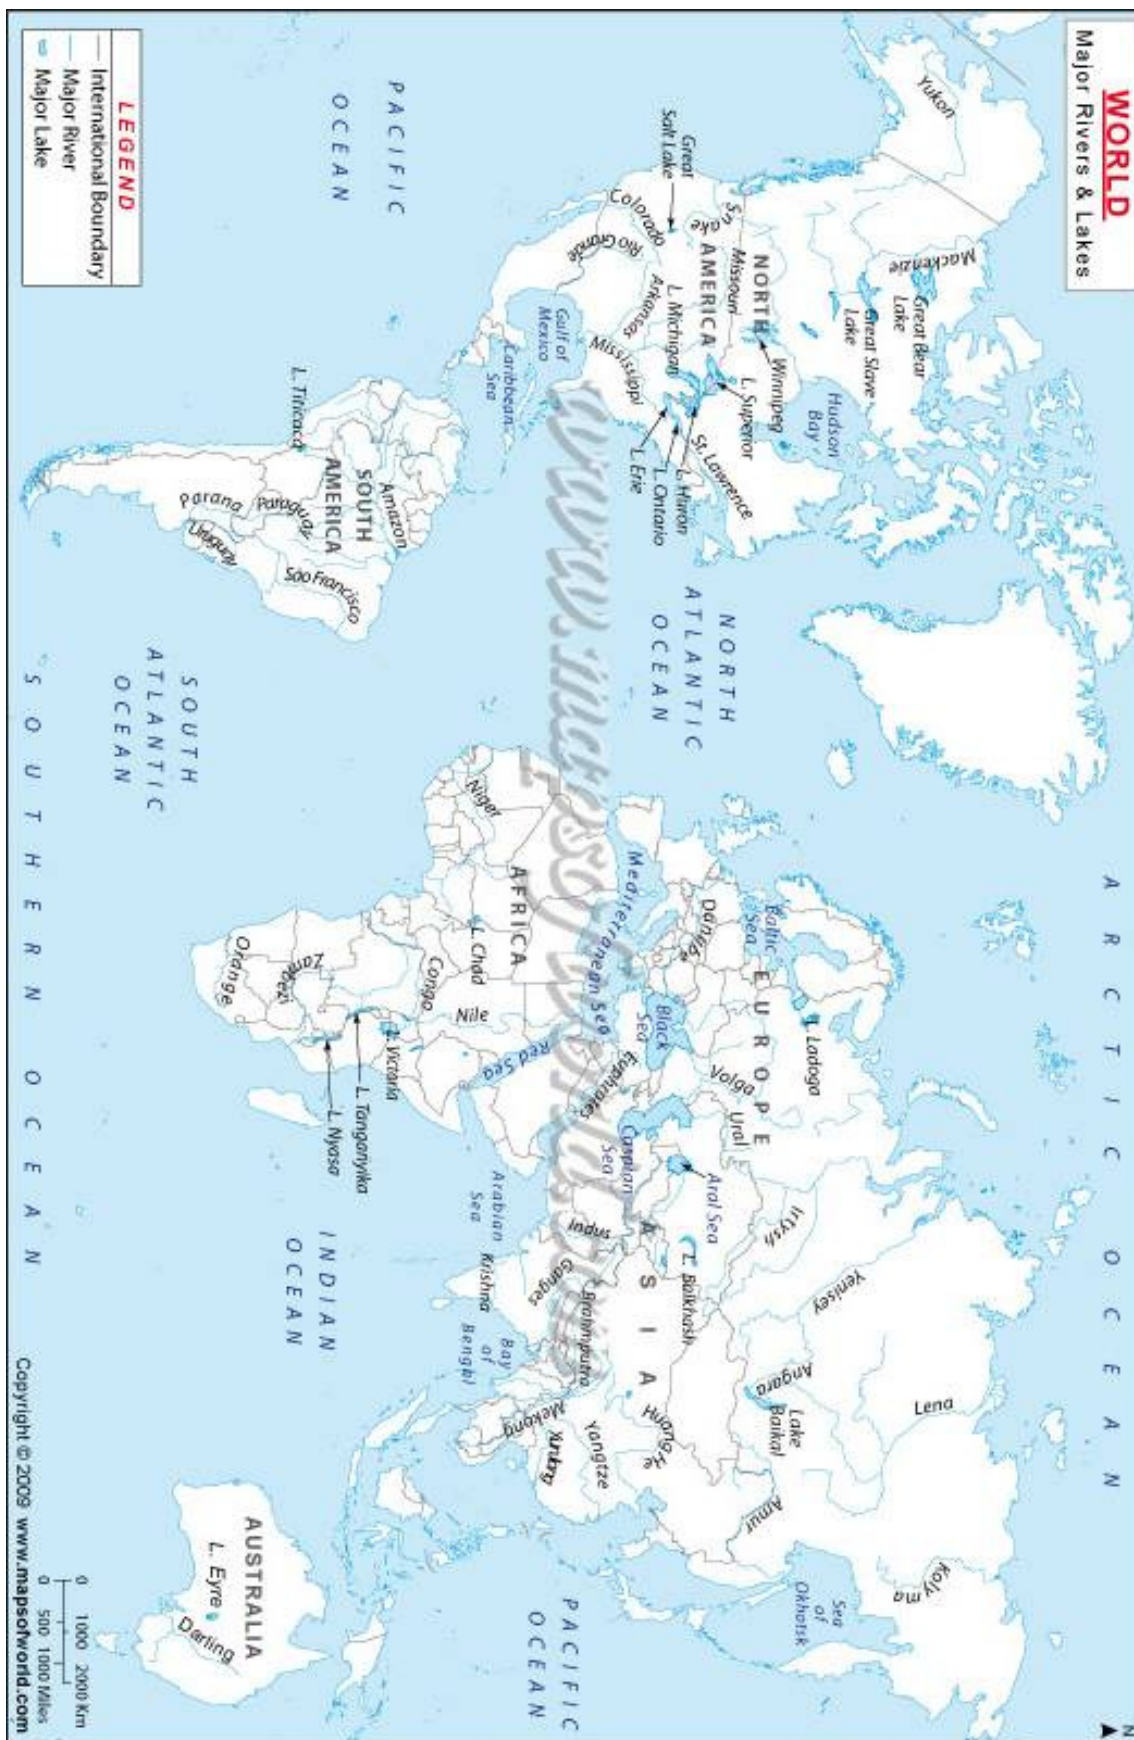 WORLD
Major Rivers & Lakes
N
ARCTIC OCEAN
Yukon
Mackenzie
Great Bear
Lake
Great Slave
Lake
Hudson
Bay
Winnipeg
NORTH
AMERICA
Snake
Missouri
L. Superior
L. Michigan
St. Lawrence
L. Huron
L. Ontario
L. Erie
Great
Salt Lake
Colorado
Rio Grande
Arkansas
Mississippi
Gulf of
Mexico
Caribbean
Sea
PACIFIC
OCEAN
NORTH
ATLANTIC
OCEAN
L. Titicaca
SOUTH
AMERICA
Amazon
Paraguay
Parana
Uruguay
São Francisco
SOUTH
ATLANTIC
OCEAN
Baltic
Sea
EUROPE
L. Ladoga
Danube
Volga
Ural
Black
Sea
Mediterranean Sea
Caspian
Sea
Aral Sea
Euphrates
Red Sea
AFRICA
Niger
L. Chad
Nile
Congo
L. Victoria
L. Tanganyika
L. Nyasa
Zambezi
Orange
ASIA
Irtysh
Yenisey
Angara
Lake
Baikal
Lena
Kolyma
Amur
Sea
of
Okhotsk
L. Balkhash
Huang He
Yangtze
Mekong
Indus
Ganges
Brahmputra
Krishna
Arabian
Sea
Bay
of
Bengal
INDIAN
OCEAN
PACIFIC
OCEAN
AUSTRALIA
L. Eyre
Darling
SOUTHERN OCEAN
LEGEND
International Boundary
Major River
Major Lake
0 1000 2000 Km
0 500 1000 Miles
Copyright © 2009 www.mapsofworld.com
www.mapsofworld.com